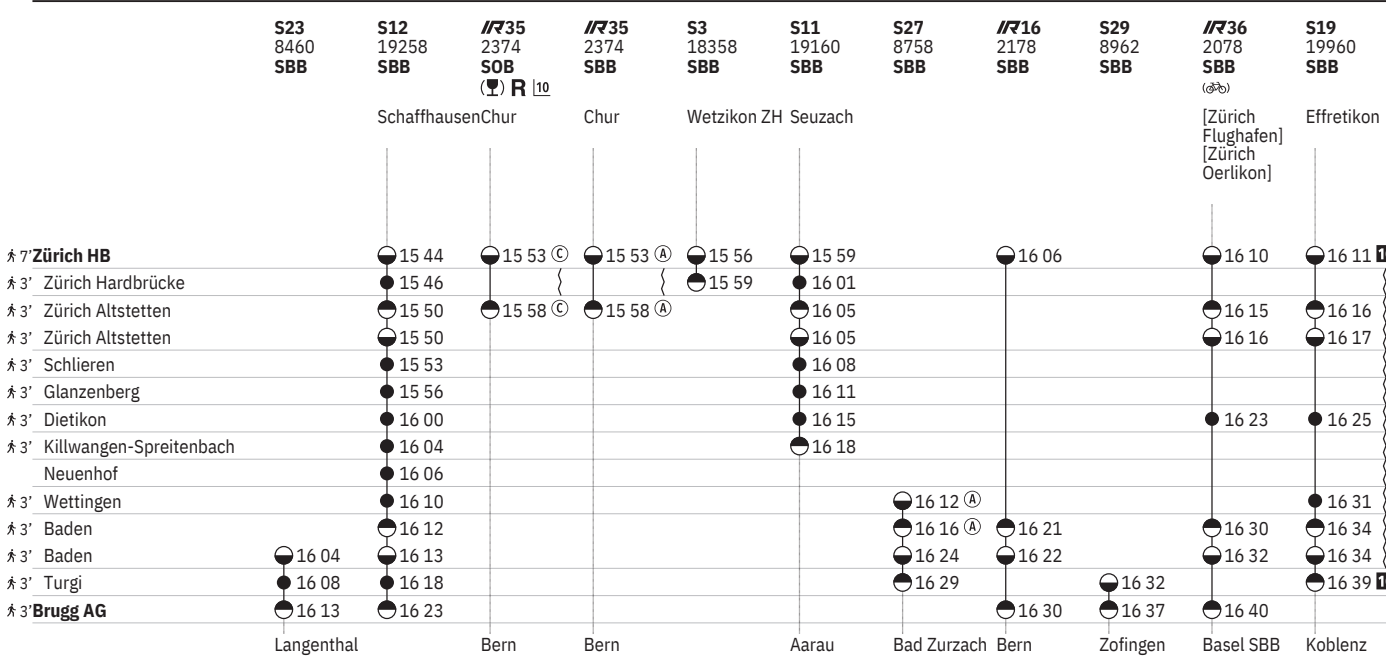 S23 S12 IR35 IR35 S3 S11 S27 IR16 S29 IR36 S19
8460 19258 2374 2374 18358 19160 8758 2178 8962 2078 19960
SBB SBB SOB SBB SBB SBB SBB SBB SBB SBB SBB
R 10
Schaffhausen Chur Chur Wetzikon ZH Seuzach [Zürich Effretikon
Flughafen]
[Zürich
Oerlikon]
7' Zürich HB 15 44 15 53 C 15 53 A 15 56 15 59 16 06 16 10 16 11 1
3' Zürich Hardbrücke 15 46 15 59 16 01
3' Zürich Altstetten 15 50 15 58 C 15 58 A 16 05 16 15 16 16
3' Zürich Altstetten 15 50 16 05 16 16 16 17
3' Schlieren 15 53 16 08
3' Glanzenberg 15 56 16 11
3' Dietikon 16 00 16 15 16 23 16 25
3' Killwangen-Spreitenbach 16 04 16 18
Neuenhof 16 06
3' Wettingen 16 10 16 12 A 16 31
3' Baden 16 12 16 16 A 16 21 16 30 16 34
3' Baden 16 04 16 13 16 24 16 22 16 32 16 34
3' Turgi 16 08 16 18 16 29 16 32 16 39 1
3' Brugg AG 16 13 16 23 16 30 16 37 16 40
Langenthal Bern Bern Aarau Bad Zurzach Bern Zofingen Basel SBB Koblenz